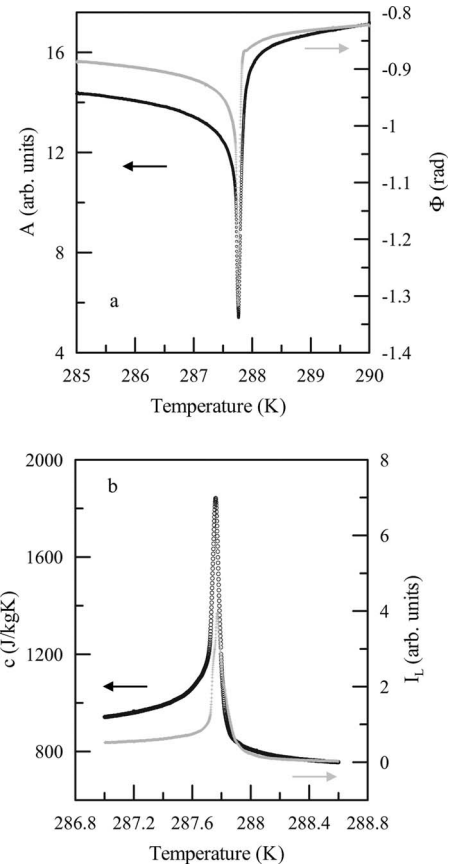 16
12
8
4
A (arb. units)
-0.8
-0.9
-1
-1.1
-1.2
-1.3
-1.4
Φ (rad)
a
285 286 287 288 289 290
Temperature (K)
2000
1600
1200
800
c (J/kgK)
b
8
6
4
2
0
I_L (arb. units)
286.8 287.2 287.6 288 288.4 288.8
Temperature (K)